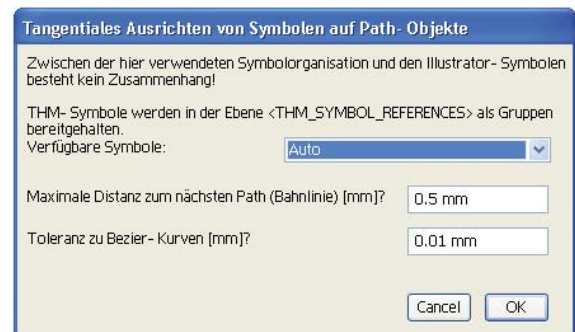 Tangentiales Ausrichten von Symbolen auf Path- Objekte
Zwischen der hier verwendeten Symbolorganisation und den Illustrator- Symbolen
besteht kein Zusammenhang!
THM- Symbole werden in der Ebene <THM_SYMBOL_REFERENCES> als Gruppen
bereitgehalten.
Verfügbare Symbole: Auto
Maximale Distanz zum nächsten Path (Bahnlinie) [mm]? 0.5 mm
Toleranz zu Bezier- Kurven [mm]? 0.01 mm
Cancel OK